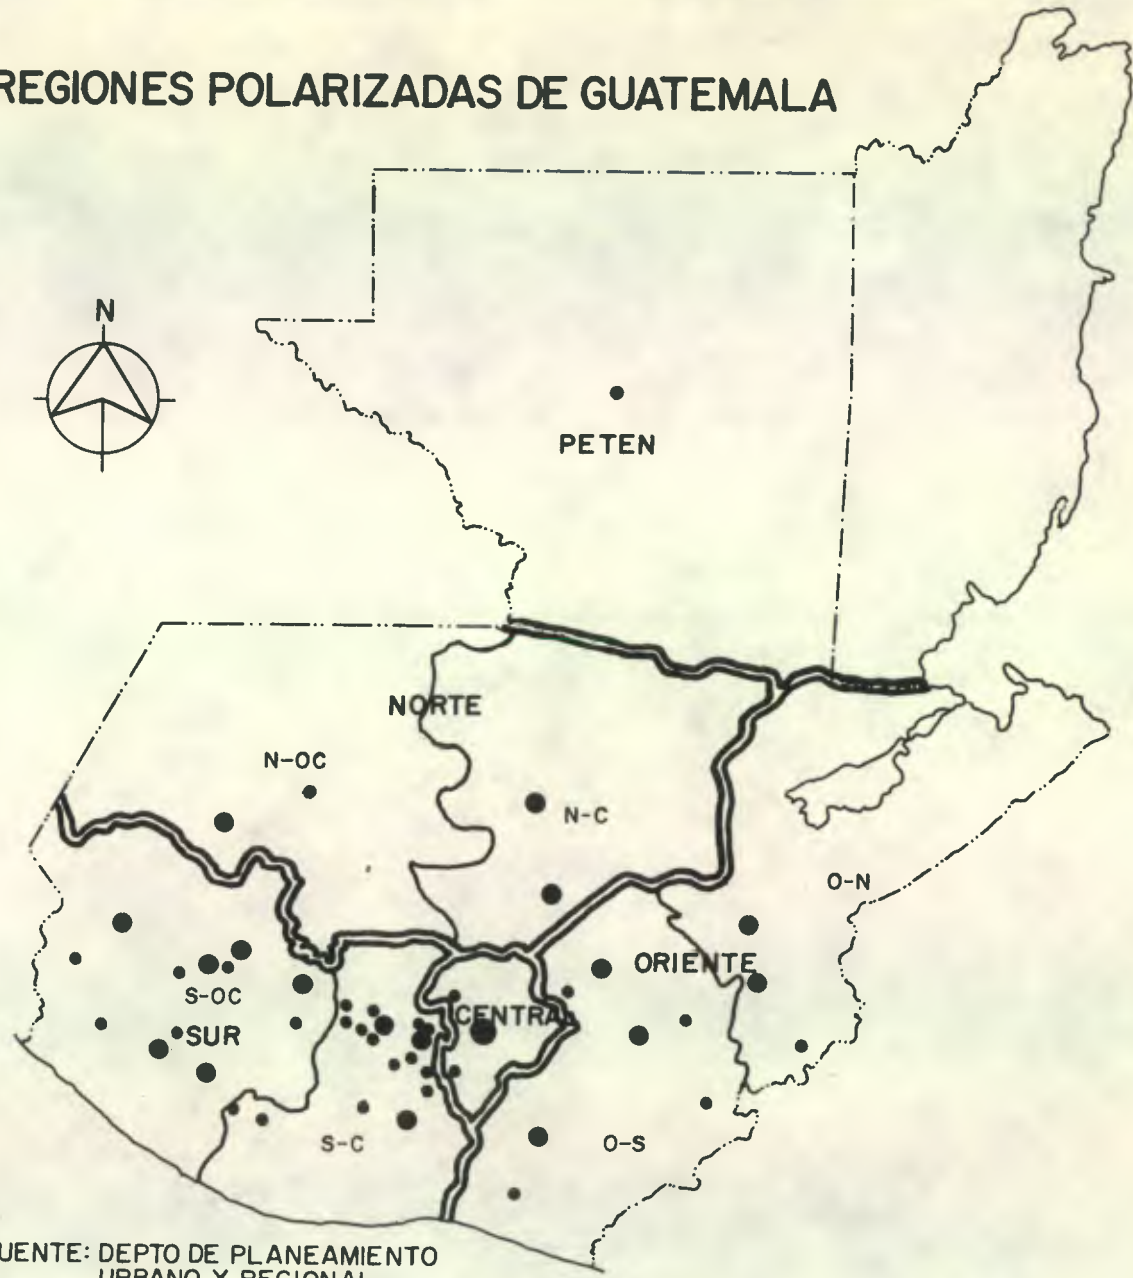 REGIONES POLARIZADAS DE GUATEMALA
N
PETEN
NORTE
N-OC
N-C
O-N
ORIENTE
S-OC
SUR
CENTRAL
S-C
O-S
UENTE: DEPTO DE PLANEAMIENTO
URBANO Y REGIONAL